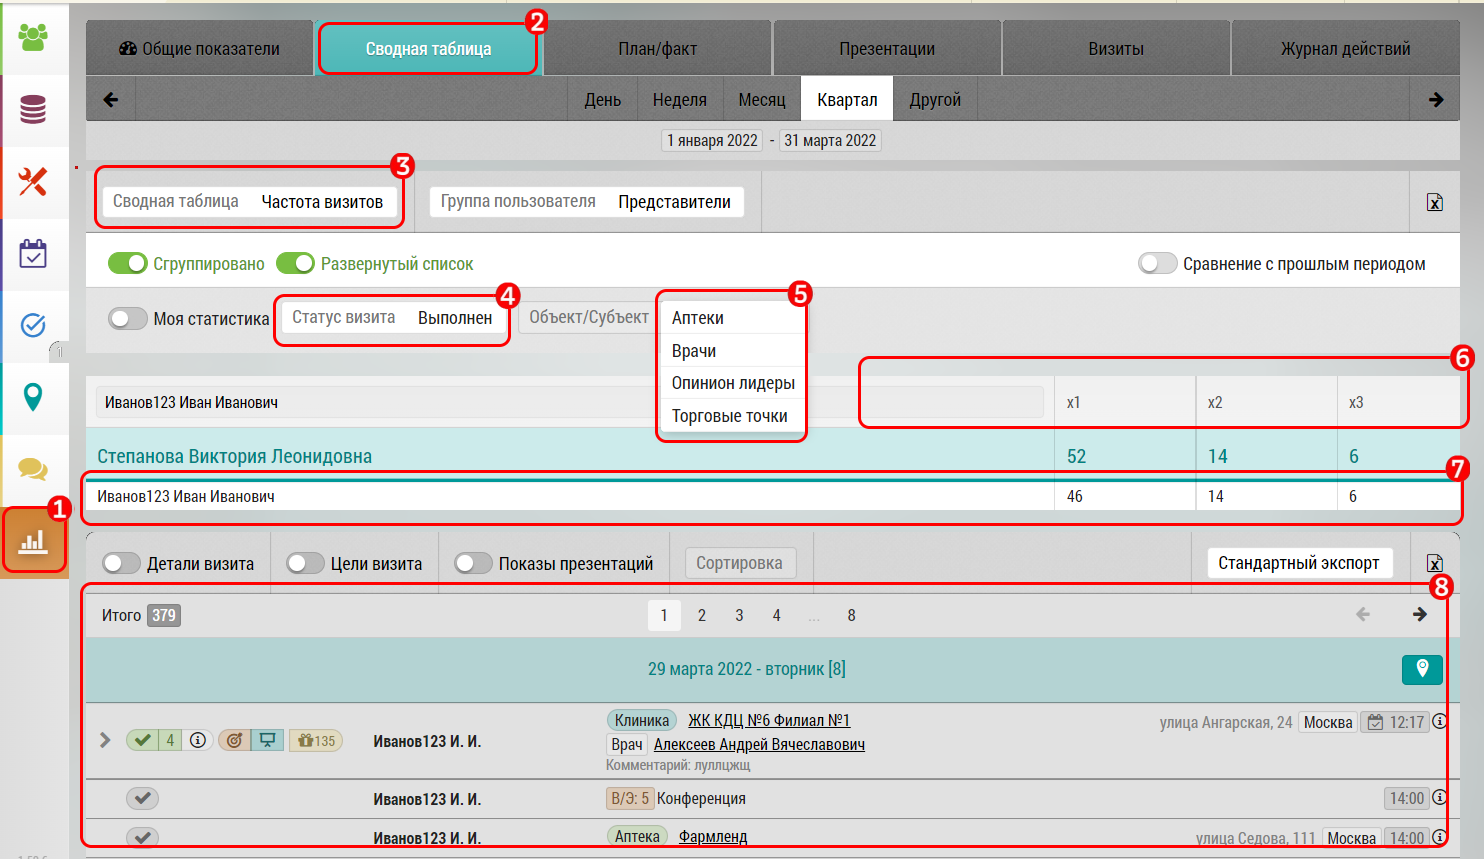 2
Общие показатели Сводная таблица План/факт Презентации Визиты Журнал действий
День Неделя Месяц Квартал Другой
1 января 2022 - 31 марта 2022
3
Сводная таблица Частота визитов Группа пользователя Представители
Сгруппировано Развернутый список Сравнение с прошлым периодом
4 5
Моя статистика Статус визита Выполнен Объект/Субъект Аптеки
1
Врачи
6
Опинион лидеры
Иванов123 Иван Иванович x1 x2 x3
Торговые точки
Степанова Виктория Леонидовна 52 14 6
7
Иванов123 Иван Иванович 46 14 6
1
Детали визита Цели визита Показы презентаций Сортировка Стандартный экспорт
8
Итого 379 1 2 3 4 ... 8
29 марта 2022 - вторник [8]
4 135 Иванов123 И. И. Клиника ЖК КДЦ №6 Филиал №1 улица Ангарская, 24 Москва 12:17
Врач Алексеев Андрей Вячеславович
Комментарий: луплцжщ
Иванов123 И. И. В/Э: 5 Конференция 14:00
Иванов123 И. И. Аптека Фармленд улица Седова, 111 Москва 14:00